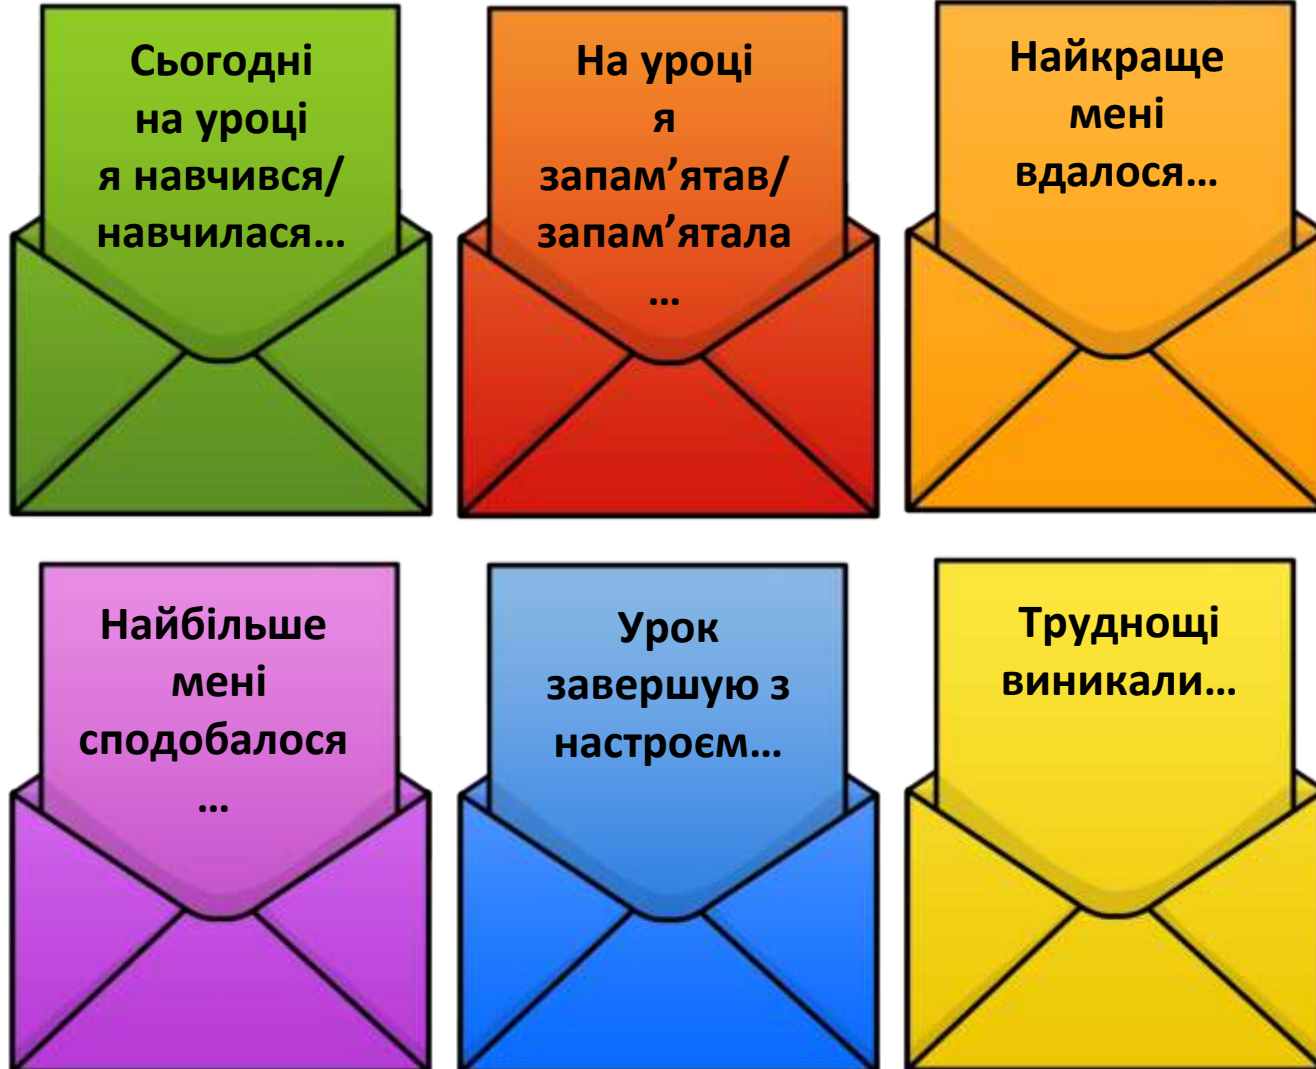 Сьогодні
на уроці
я навчився/
навчилася...
На уроці
я
запам’ятав/
запам’ятала
...
Найкраще
мені
вдалося...
Найбільше
мені
сподобалося
...
Урок
завершую з
настроєм...
Труднощі
виникали...